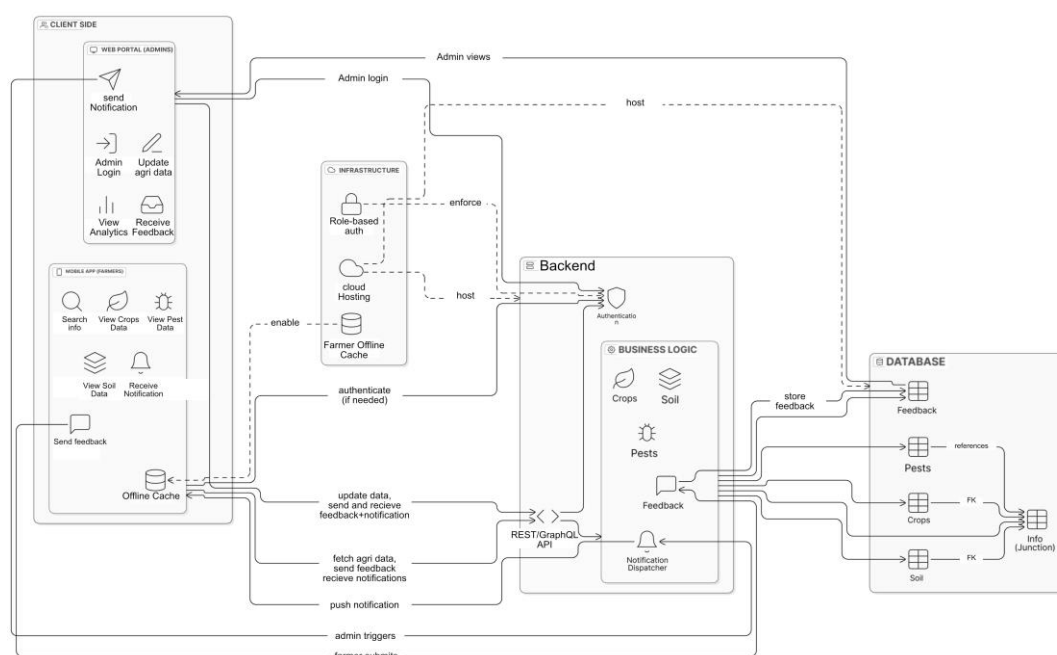 CLIENT SIDE
WEB PORTAL (ADMINS)
send
Notification
Admin
Login
Update
agri data
View
Analytics
Receive
Feedback
MOBILE APP (FARMERS)
Search
info
View Crops
Data
View Pest
Data
View Soil
Data
Receive
Notification
Send feedback
Offline Cache
Admin views
Admin login
host
INFRASTRUCTURE
Role-based
auth
cloud
Hosting
Farmer Offline
Cache
enforce
host
enable
authenticate
(if needed)
update data,
send and recieve
feedback+notification
fetch agri data,
send feedback
recieve notifications
push notification
admin triggers
farmer submits
Backend
Authenticatio
n
BUSINESS LOGIC
Crops
Soil
Pests
Feedback
REST/GraphQL
API
Notification
Dispatcher
store
feedback
DATABASE
Feedback
Pests
references
Crops
FK
Info
(Junction)
Soil
FK